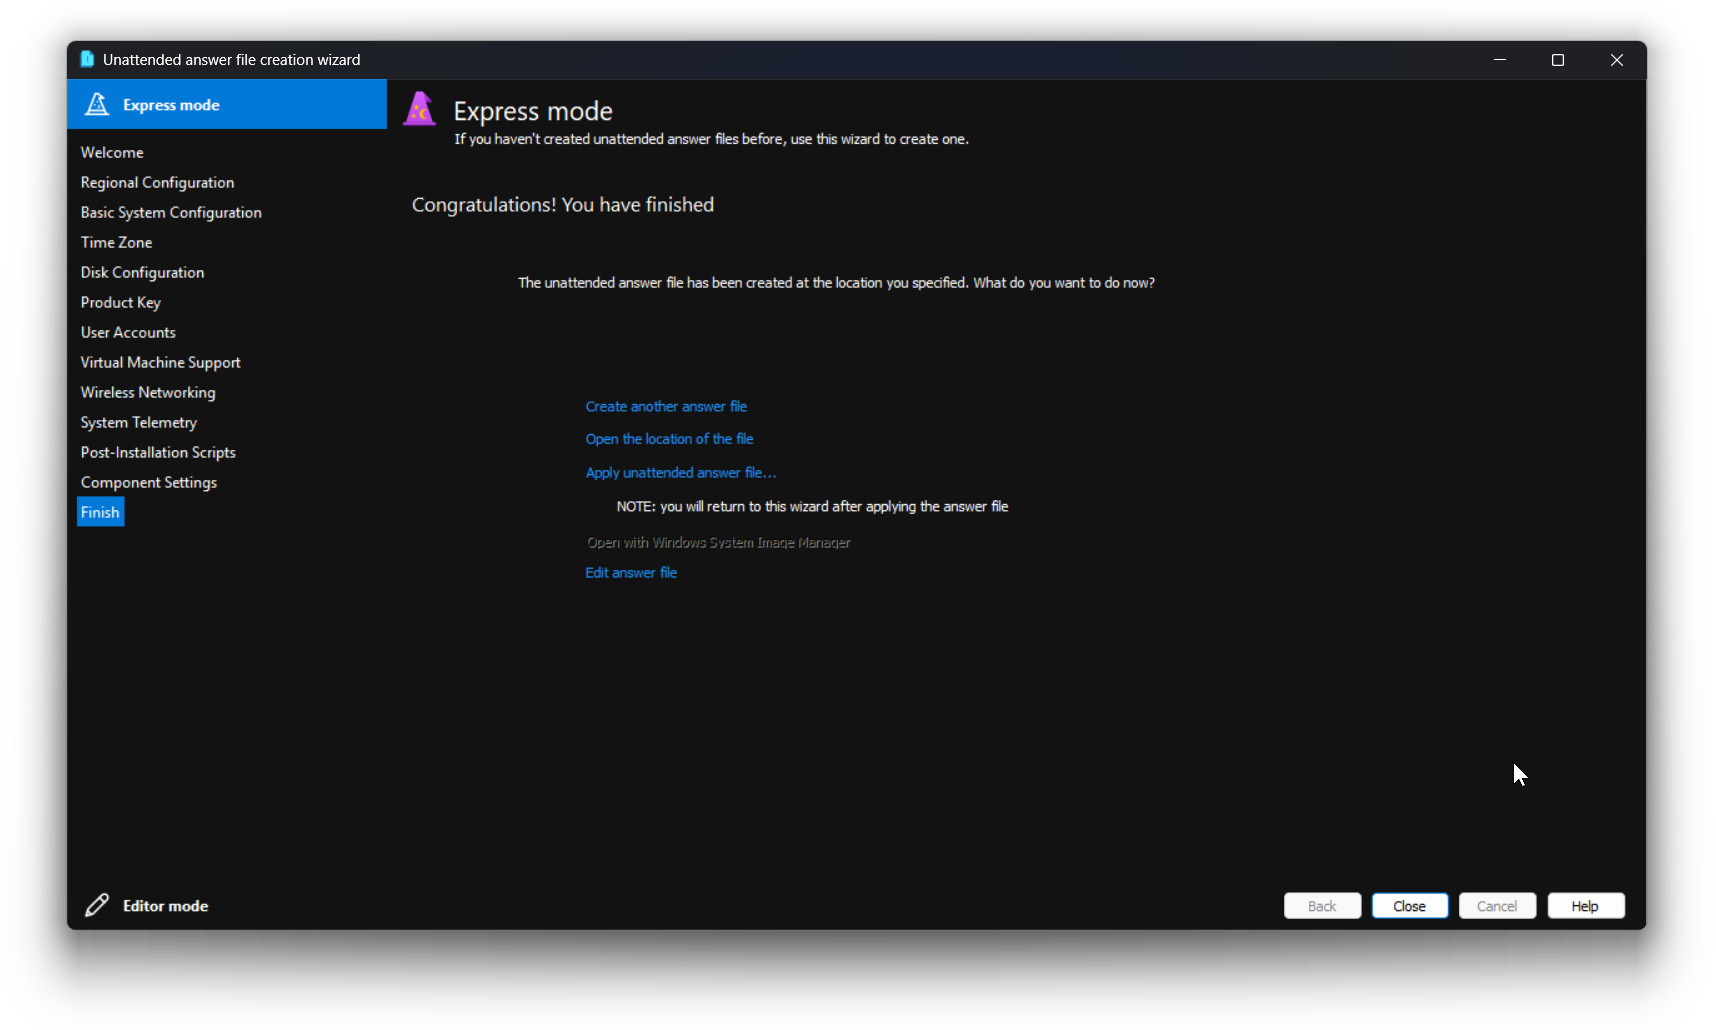 Unattended answer file creation wizard
Express mode
Welcome
Regional Configuration
Basic System Configuration
Time Zone
Disk Configuration
Product Key
User Accounts
Virtual Machine Support
Wireless Networking
System Telemetry
Post-Installation Scripts
Component Settings
Finish
Editor mode
Express mode
If you haven't created unattended answer files before, use this wizard to create one.
Congratulations! You have finished
The unattended answer file has been created at the location you specified. What do you want to do now?
Create another answer file
Open the location of the file
Apply unattended answer file...
NOTE: you will return to this wizard after applying the answer file
Open with Windows System Image Manager
Edit answer file
Back
Close
Cancel
Help